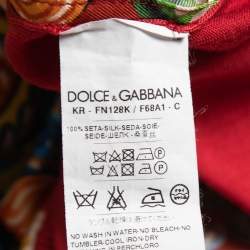 DOLCE & GABBANA
KR - FN128K / F68A1 - C
100% SETA-SILK-SEDA-SOIE-
SEIDE-ШЕЛК-
NO WASH IN WATER-NO BLEACH-NO
TUMBLER-COOL IRON-DRY